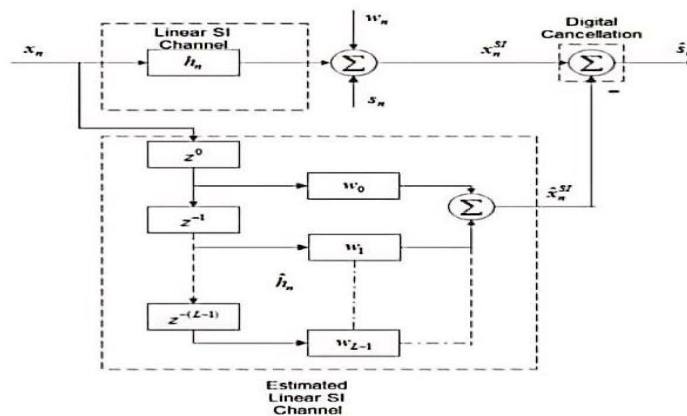 Linear SI
Channel
Digital
Cancellation
w_n
x_n
h_n
Σ
x_n^{SI}
Σ
ŝ
s_n
-
z^0
w_0
Σ
x̂_n^{SI}
z^{-1}
w_1
ĥ_n
z^{-(L-1)}
w_{L-1}
Estimated
Linear SI
Channel